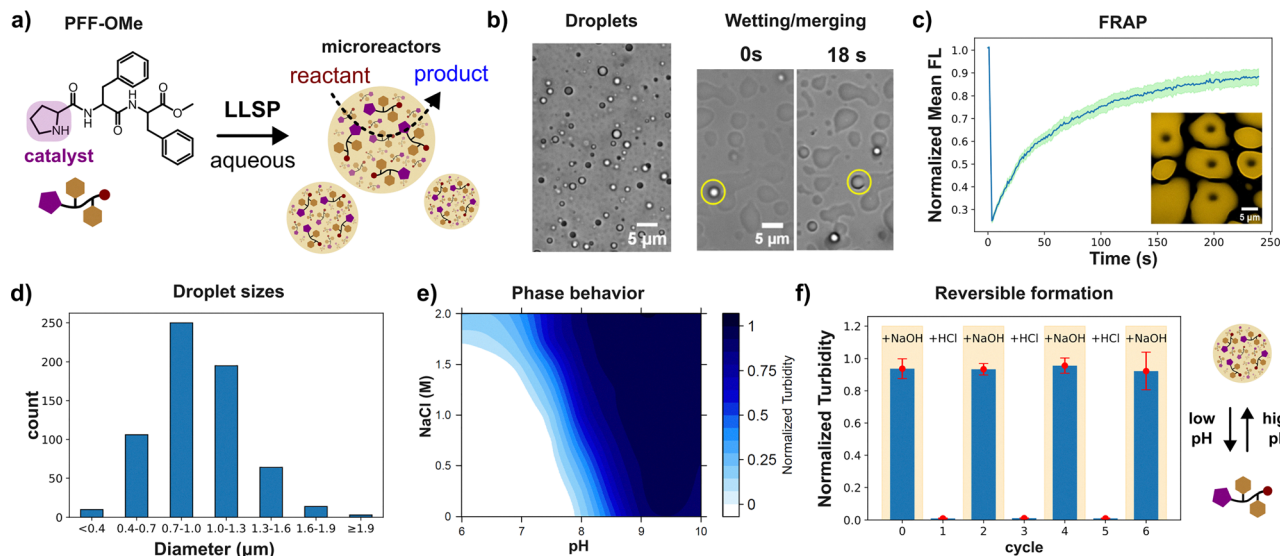 a)
PFF-OMe
O
H
N
O
O
NH
N
H
O
catalyst
LLSP
aqueous
microreactors
reactant
product
b)
Droplets
Wetting/merging
0s
18 s
5 µm
5 µm
5 µm
c)
FRAP
Normalized Mean FL
1.0
0.9
0.8
0.7
0.6
0.5
0.4
0.3
5 µm
0
50
100
150
200
250
Time (s)
d)
Droplet sizes
count
250
200
150
100
50
0
<0.4
0.4-0.7
0.7-1.0
1.0-1.3
1.3-1.6
1.6-1.9
≥1.9
Diameter (µm)
e)
Phase behavior
NaCl (M)
2.0
1.5
1
0.5
0
6
7
8
9
10
pH
1
0.75
0.5
0.25
0
Normalized Turbidity
f)
Reversible formation
Normalized Turbidity
1.2
1.0
0.8
0.6
0.4
0.2
0.0
+NaOH
+HCl
+NaOH
+HCl
+NaOH
+HCl
+NaOH
0
1
2
3
4
5
6
cycle
low
pH